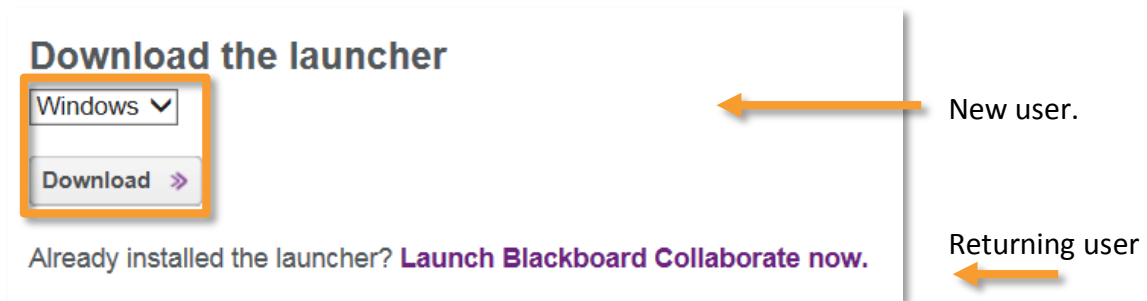 Download the launcher
Windows
New user.
Download »
Returning user
Already installed the launcher? Launch Blackboard Collaborate now.